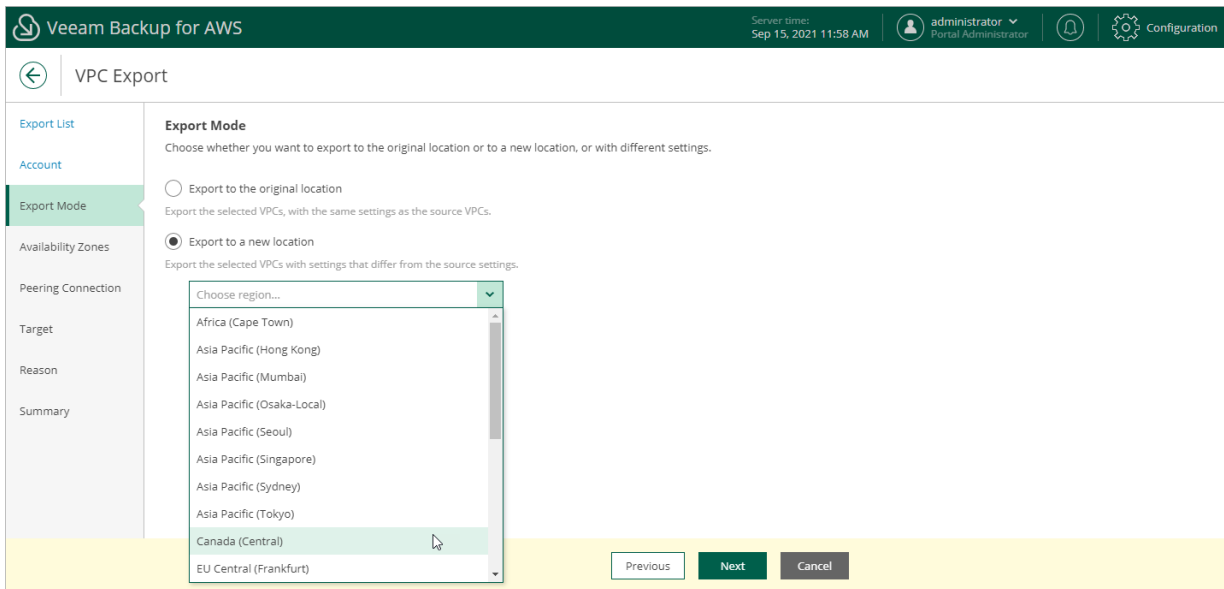 Veeam Backup for AWS
Server time:
Sep 15, 2021 11:58 AM
administrator
Portal Administrator
Configuration
VPC Export
Export List
Account
Export Mode
Availability Zones
Peering Connection
Target
Reason
Summary
Export Mode
Choose whether you want to export to the original location or to a new location, or with different settings.
Export to the original location
Export the selected VPCs, with the same settings as the source VPCs.
Export to a new location
Export the selected VPCs with settings that differ from the source settings.
Choose region...
Africa (Cape Town)
Asia Pacific (Hong Kong)
Asia Pacific (Mumbai)
Asia Pacific (Osaka-Local)
Asia Pacific (Seoul)
Asia Pacific (Singapore)
Asia Pacific (Sydney)
Asia Pacific (Tokyo)
Canada (Central)
EU Central (Frankfurt)
Previous
Next
Cancel